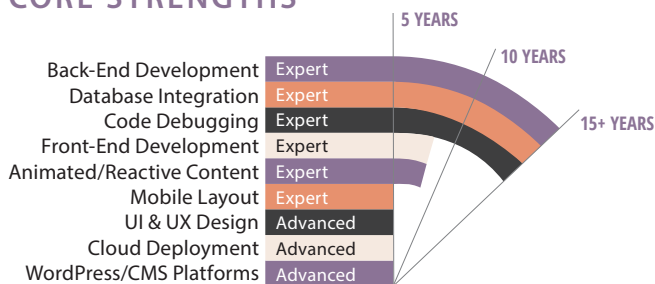 CORE STRENGTHS
5 YEARS
10 YEARS
15+ YEARS
Back-End Development Expert
Database Integration Expert
Code Debugging Expert
Front-End Development Expert
Animated/Reactive Content Expert
Mobile Layout Expert
UI & UX Design Advanced
Cloud Deployment Advanced
WordPress/CMS Platforms Advanced